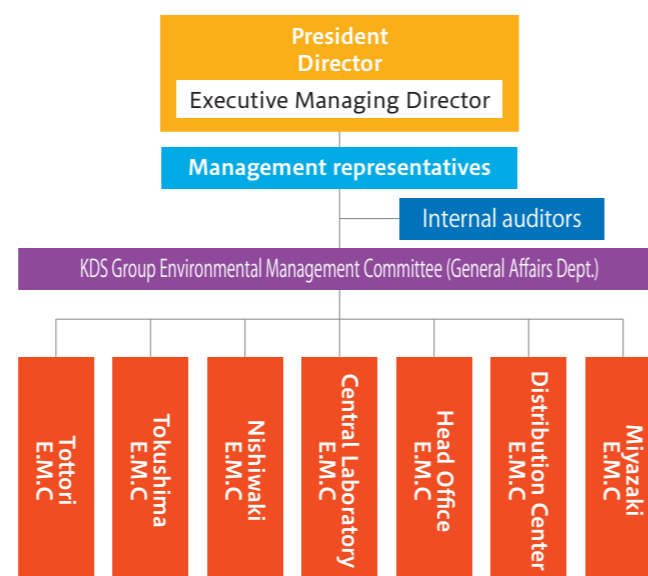 President
Director
Executive Managing Director
Management representatives
Internal auditors
KDS Group Environmental Management Committee (General Affairs Dept.)
Tottori
E.M.C
Tokushima
E.M.C
Nishiwaki
E.M.C
Central Laboratory
E.M.C
Head Office
E.M.C
Distribution Center
E.M.C
Miyazaki
E.M.C